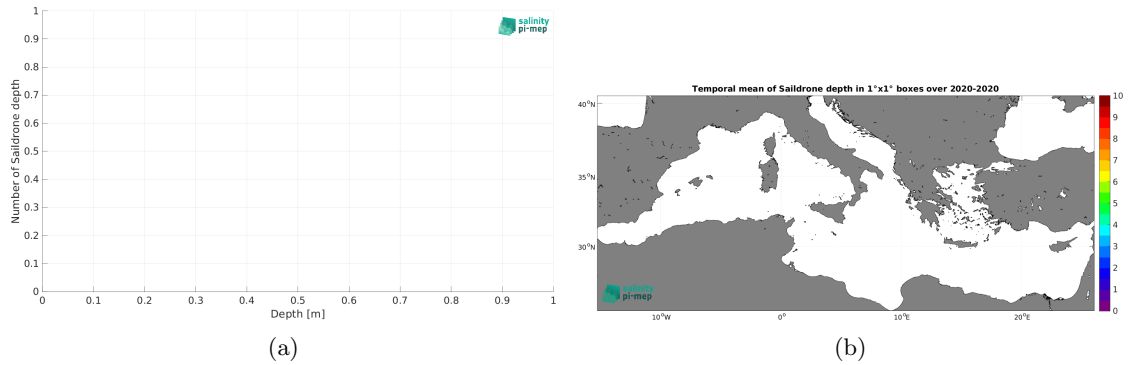 1
0.9
0.8
0.7
0.6
0.5
0.4
0.3
0.2
0.1
0
Number of Saildrone depth
0 0.1 0.2 0.3 0.4 0.5 0.6 0.7 0.8 0.9 1
Depth [m]
salinity
pi-mep
(a)
Temporal mean of Saildrone depth in 1°x1° boxes over 2020-2020
40°N
35°N
30°N
10°W 0° 10°E 20°E
10
9
8
7
6
5
4
3
2
1
0
salinity
pi-mep
(b)